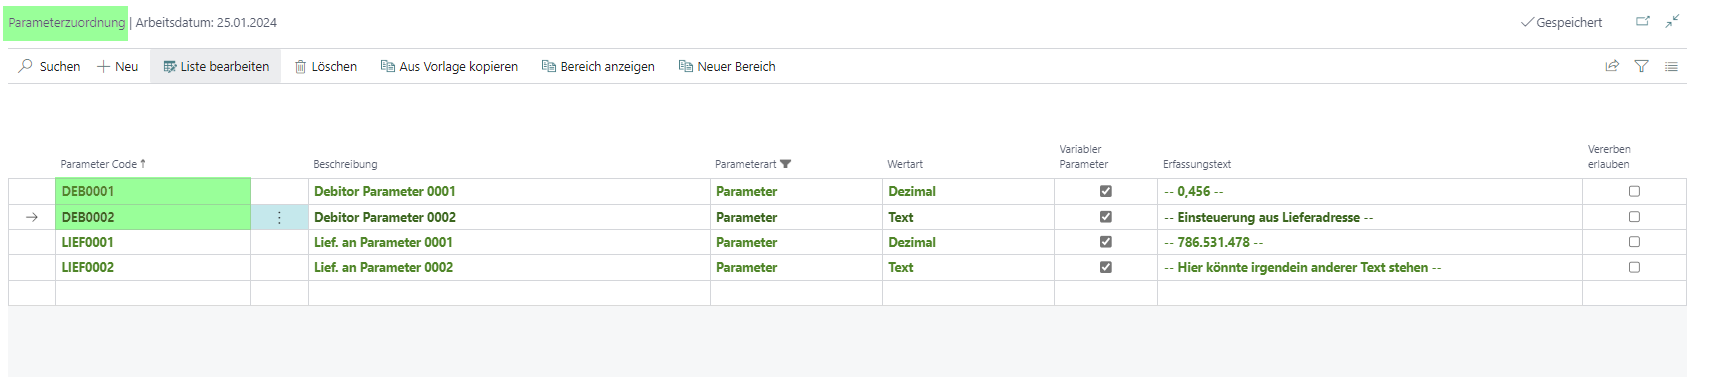 Parameterzuordnung | Arbeitsdatum: 25.01.2024 Gespeichert
Suchen Neu Liste bearbeiten Löschen Aus Vorlage kopieren Bereich anzeigen Neuer Bereich
Parameter Code ↑ Beschreibung Parameterart Wertart Variabler Parameter Erfassungstext Vererben erlauben
DEB0001 Debitor Parameter 0001 Parameter Dezimal -- 0,456 --
DEB0002 Debitor Parameter 0002 Parameter Text -- Einsteuerung aus Lieferadresse --
LIEF0001 Lief. an Parameter 0001 Parameter Dezimal -- 786.531.478 --
LIEF0002 Lief. an Parameter 0002 Parameter Text -- Hier könnte irgendein anderer Text stehen --